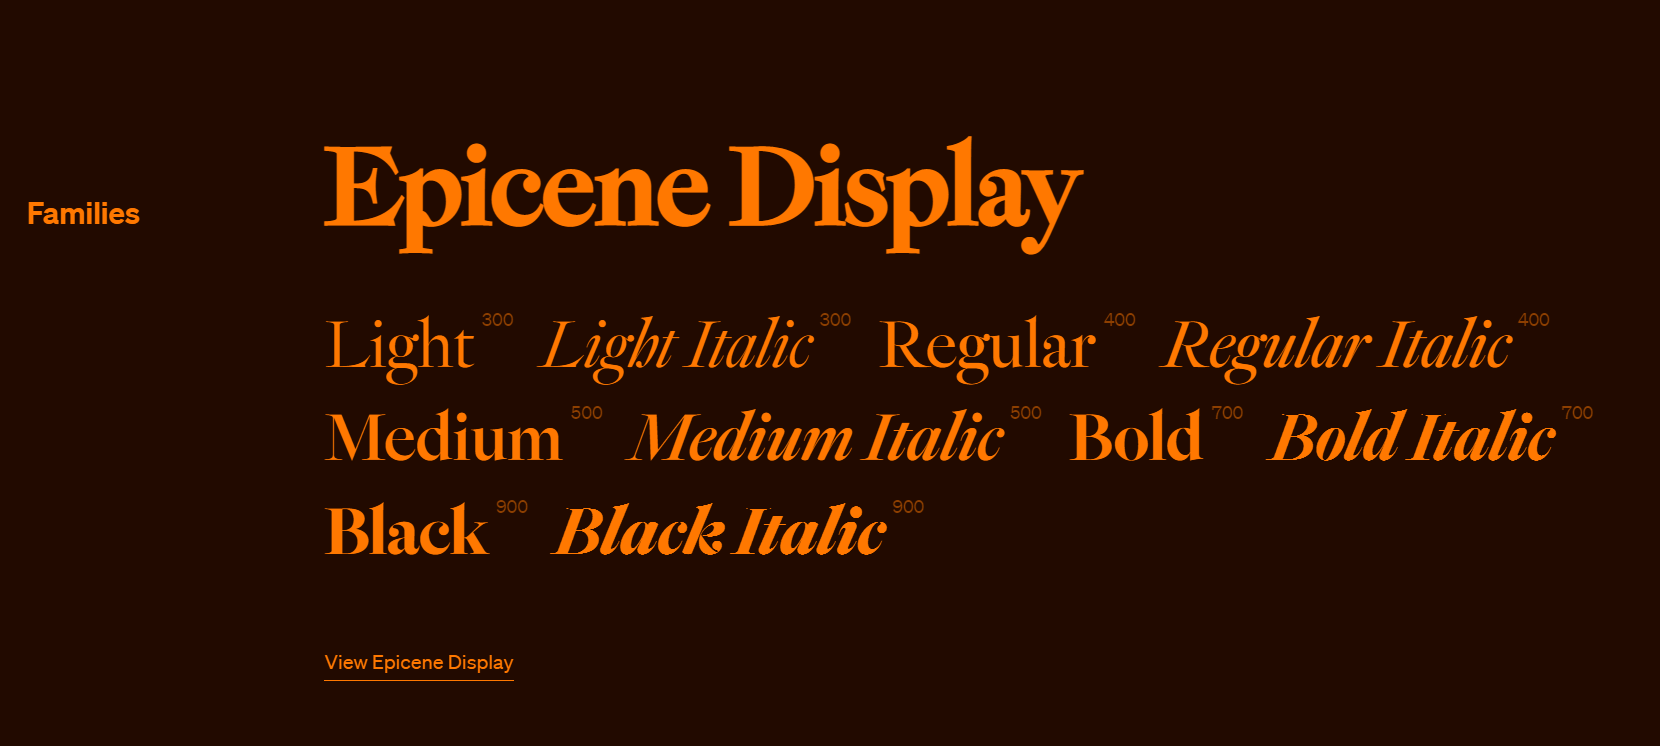 Families
Epicene Display
Light 300 Light Italic 300 Regular 400 Regular Italic 400
Medium 500 Medium Italic 500 Bold 700 Bold Italic 700
Black 900 Black Italic 900
View Epicene Display